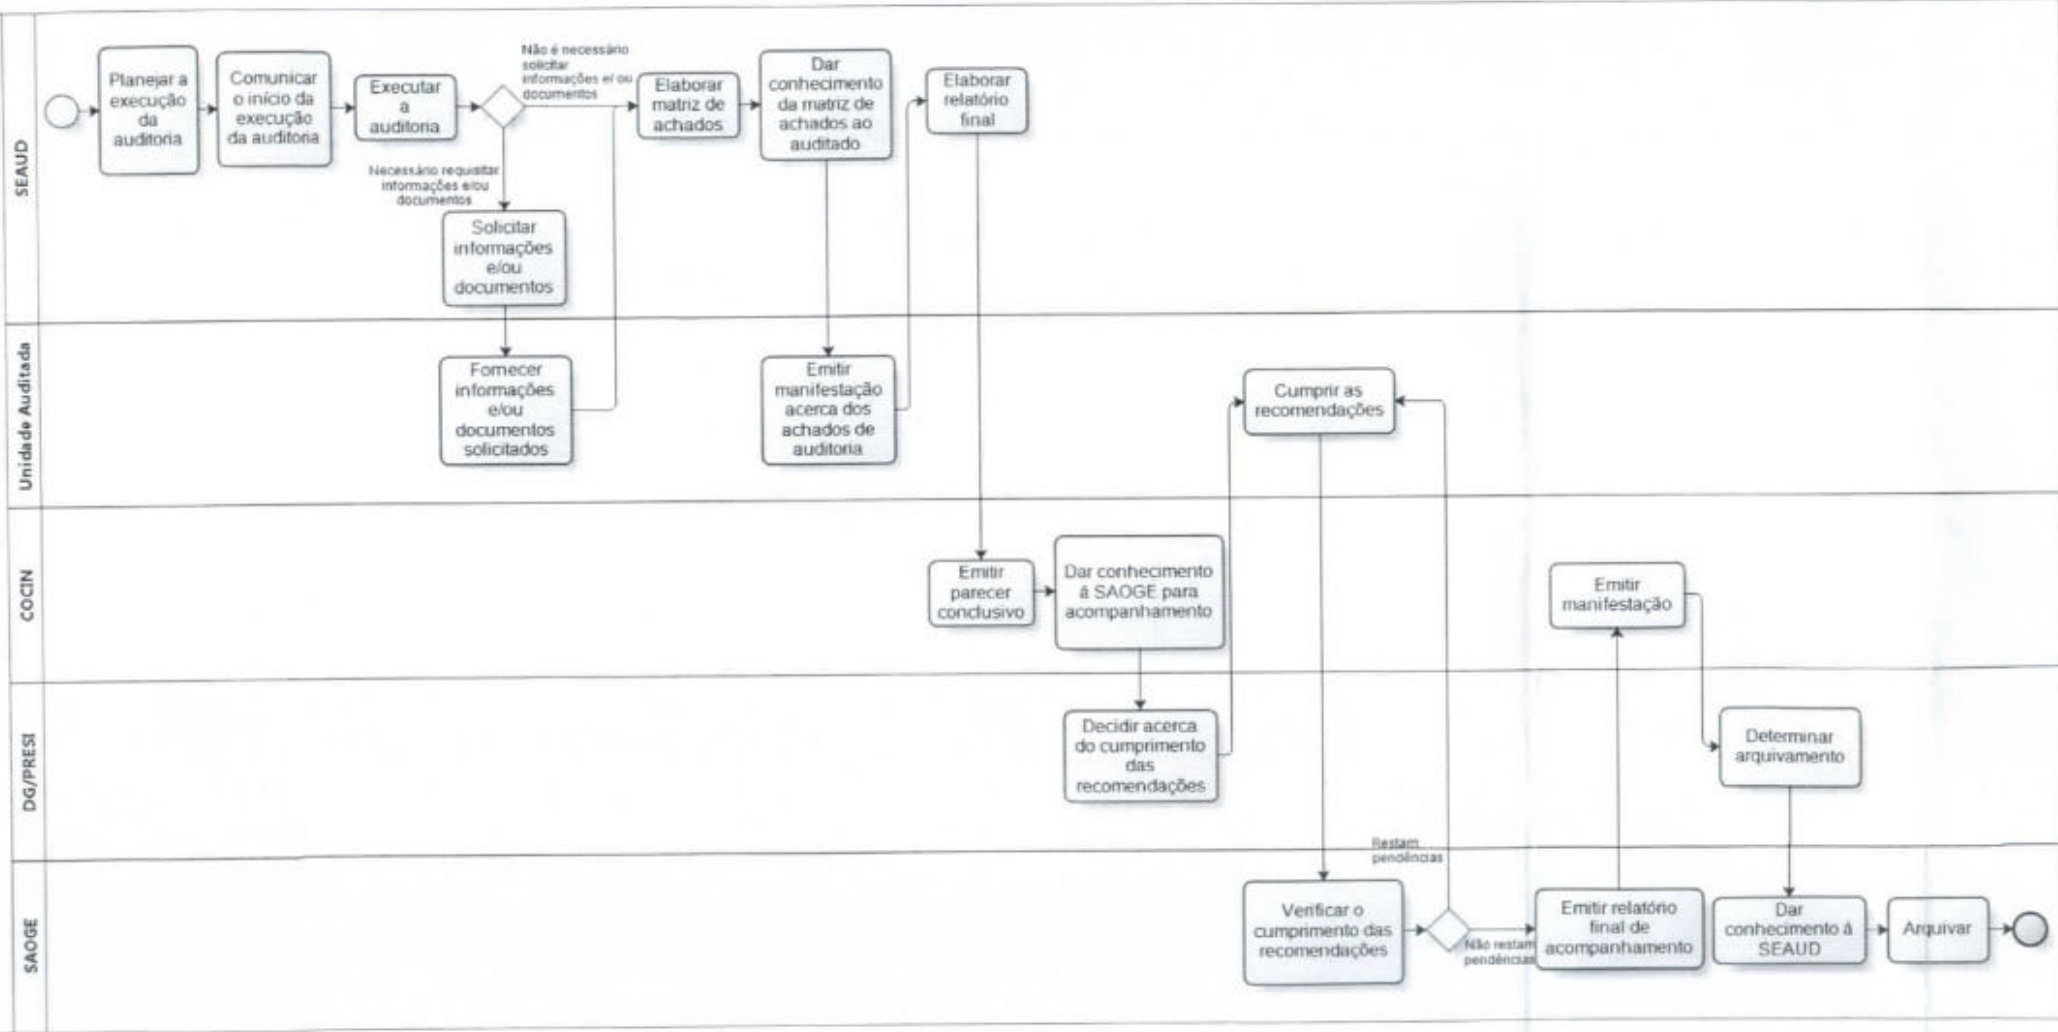 SEAUD
Planejar a
execução
da
auditoria
Comunicar
o início da
execução
da auditoria
Executar
a
auditoria
Não é necessário
solicitar
informações e/ ou
documentos
Necessário requisitar
informações e/ou
documentos
Solicitar
informações
e/ou
documentos
Elaborar
matriz de
achados
Dar
conhecimento
da matriz de
achados ao
auditado
Elaborar
relatório
final
Unidade Auditada
Fornecer
informações
e/ou
documentos
solicitados
Emitir
manifestação
acerca dos
achados de
auditoria
Cumprir as
recomendações
COCIN
Emitir
parecer
conclusivo
Dar conhecimento
á SAOGE para
acompanhamento
Emitir
manifestação
DG/PRESI
Decidir acerca
do cumprimento
das
recomendações
Determinar
arquivamento
SAOGE
Verificar o
cumprimento das
recomendações
Restam
pendências
Não restam
pendências
Emitir relatório
final de
acompanhamento
Dar
conhecimento á
SEAUD
Arquivar